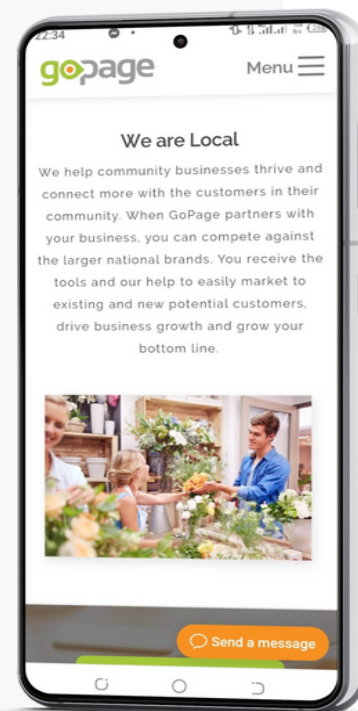 22:34
gopage
Menu
We are Local
We help community businesses thrive and
connect more with the customers in their
community. When GoPage partners with
your business, you can compete against
the larger national brands. You receive the
tools and our help to easily market to
existing and new potential customers,
drive business growth and grow your
bottom line.
Send a message